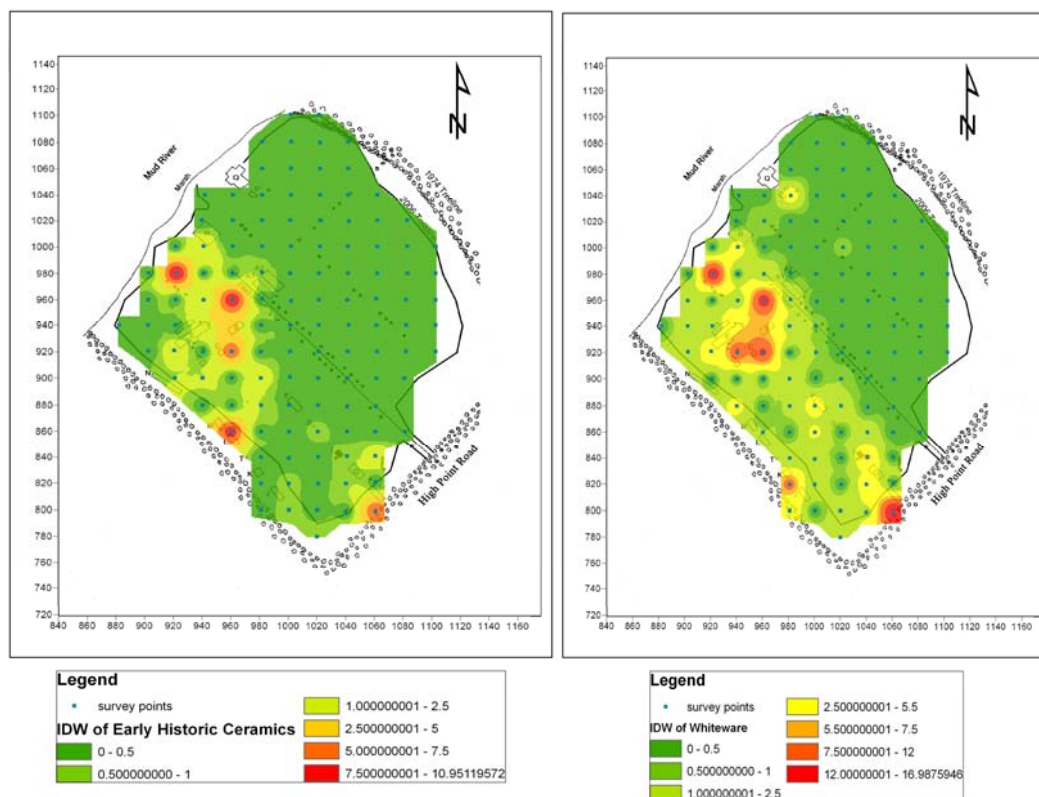 1140
1120
1100
1080
1060
1040
1020
1000
980
960
940
920
900
880
860
840
820
800
780
760
740
720
840 860 880 900 920 940 960 980 1000 1020 1040 1060 1080 1100 1120 1140 1160
N
Mud River
Marsh
1974 Treeline
2006
High Point Road
N
L
T
K
Legend
survey points
IDW of Early Historic Ceramics
0 - 0.5
0.500000000 - 1
1.000000001 - 2.5
2.500000001 - 5
5.000000001 - 7.5
7.500000001 - 10.95119572
1140
1120
1100
1080
1060
1040
1020
1000
980
960
940
920
900
880
860
840
820
800
780
760
740
720
840 860 880 900 920 940 960 980 1000 1020 1040 1060 1080 1100 1120 1140 1160
N
Mud River
Marsh
1974 Treeline
2006
High Point Road
N
T
K
Legend
survey points
IDW of Whiteware
0 - 0.5
0.500000001 - 1
1.000000001 - 2.5
2.500000001 - 5.5
5.500000001 - 7.5
7.500000001 - 12
12.00000001 - 16.9875946